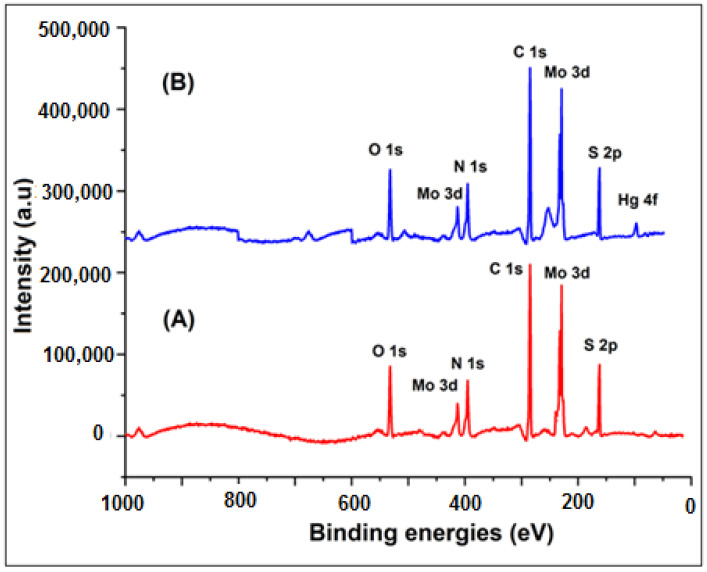 500,000
400,000
300,000
200,000
100,000
0
Intensity (a.u)
(B)
O 1s
Mo 3d
N 1s
C 1s
Mo 3d
S 2p
Hg 4f
(A)
O 1s
Mo 3d
N 1s
C 1s
Mo 3d
S 2p
1000 800 600 400 200 0
Binding energies (eV)